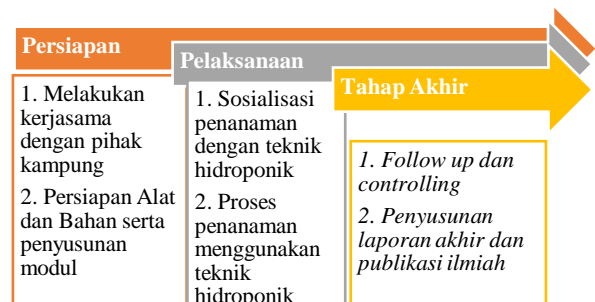 Persiapan
1. Melakukan
kerjasama
dengan pihak
kampung
2. Persiapan Alat
dan Bahan serta
penyusunan
modul
Pelaksanaan
1. Sosialisasi
penanaman
dengan teknik
hidroponik
2. Proses
penanaman
menggunakan
teknik
hidroponik
Tahap Akhir
1. Follow up dan
controlling
2. Penyusunan
laporan akhir dan
publikasi ilmiah